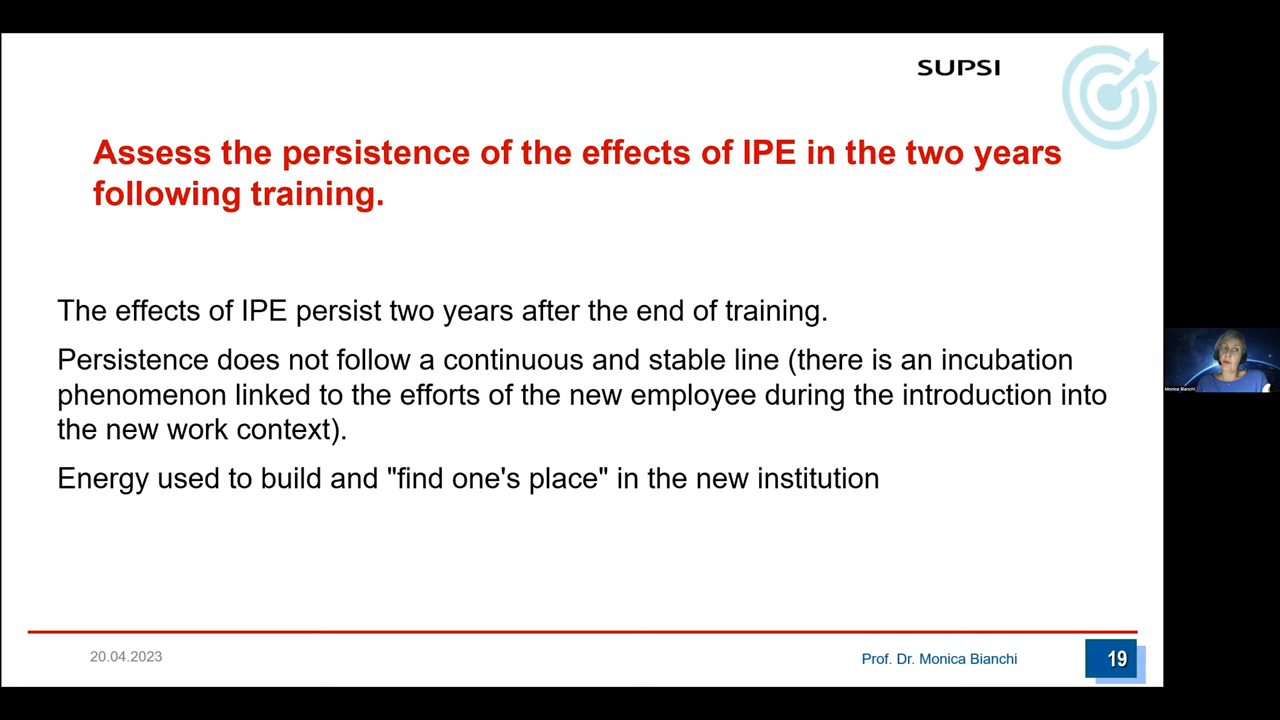 SUPSI
Assess the persistence of the effects of IPE in the two years
following training.
The effects of IPE persist two years after the end of training.
Persistence does not follow a continuous and stable line (there is an incubation
phenomenon linked to the efforts of the new employee during the introduction into
the new work context).
Energy used to build and "find one's place" in the new institution
Monica Bianchi
20.04.2023
Prof. Dr. Monica Bianchi
19